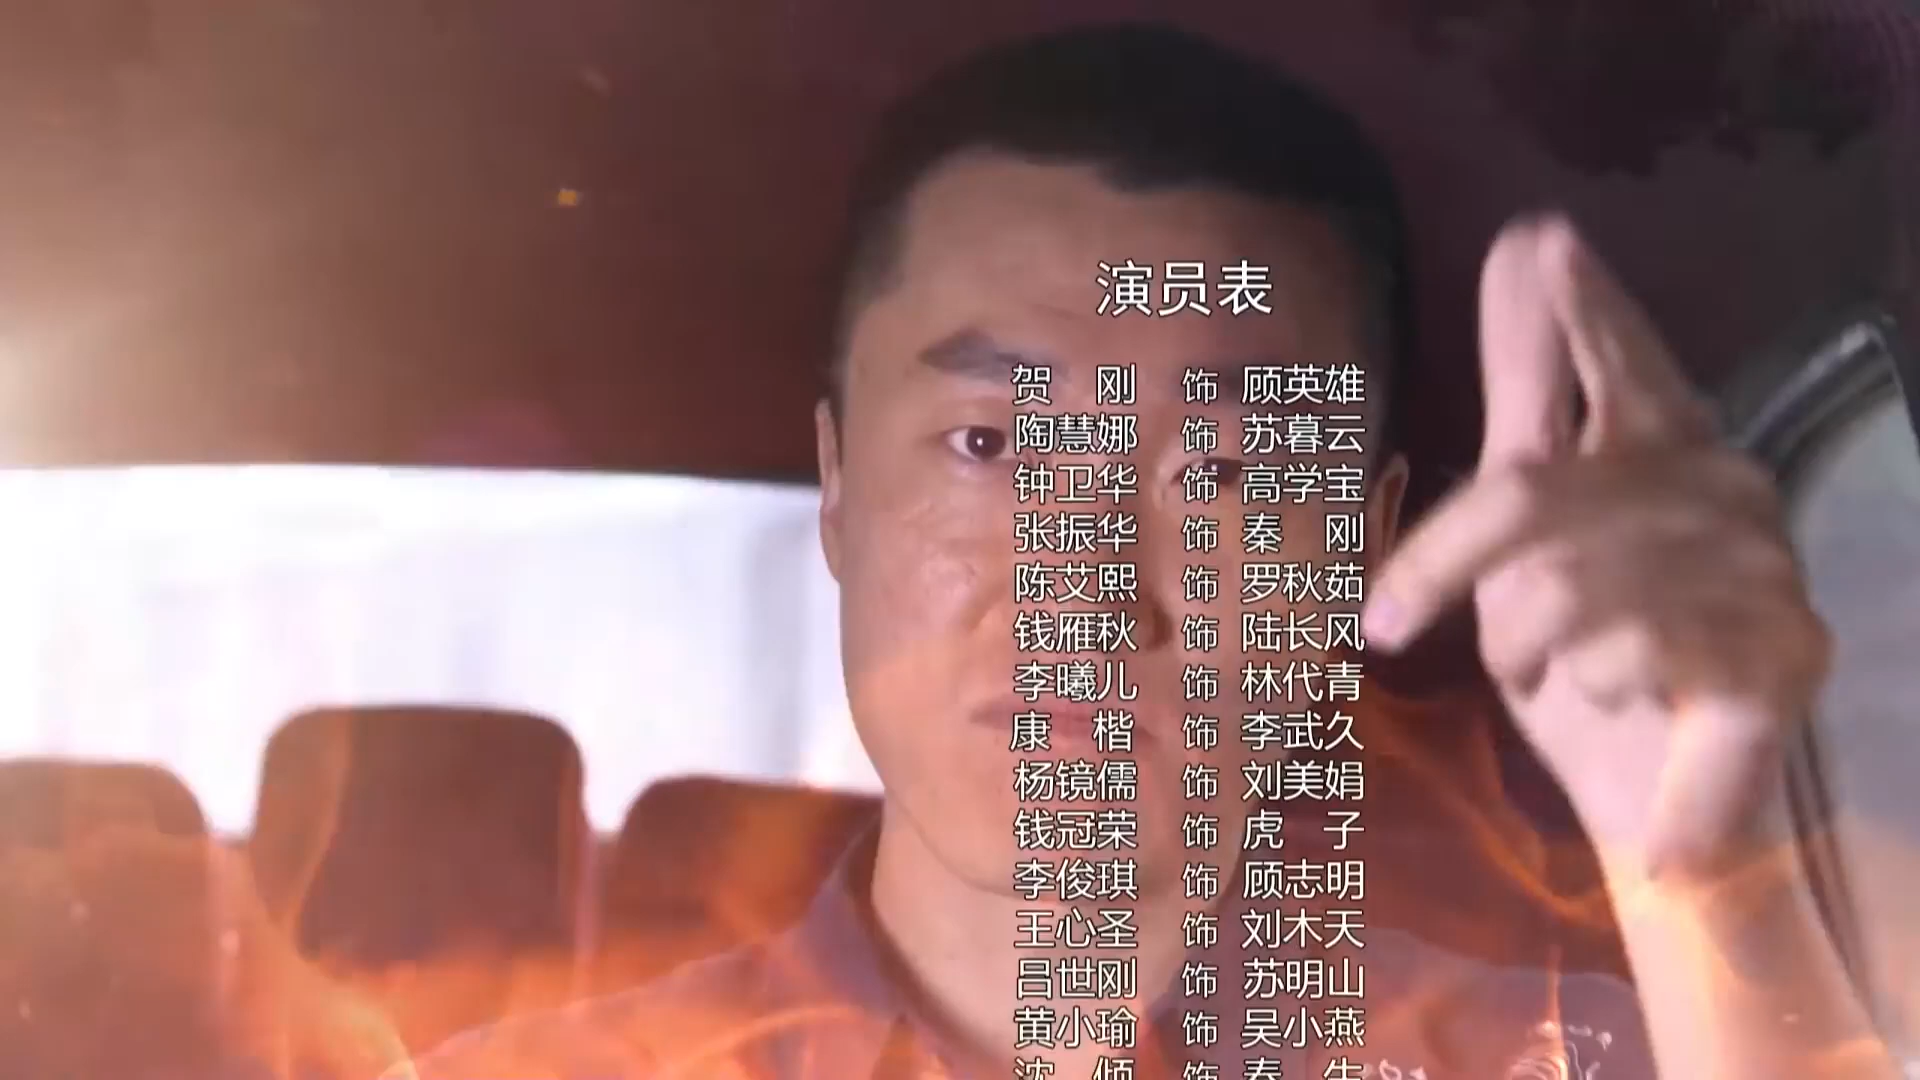 演员表
贺 刚 饰 顾英雄
陶慧娜 饰 苏暮云
钟卫华 饰 高学宝
张振华 饰 秦 刚
陈艾熙 饰 罗秋茹
钱雁秋 饰 陆长风
李曦儿 饰 林代青
康 楷 饰 李武久
杨镜儒 饰 刘美娟
钱冠荣 饰 虎 子
李俊琪 饰 顾志明
王心圣 饰 刘木天
吕世刚 饰 苏明山
黄小瑜 饰 吴小燕
沈 倾 饰